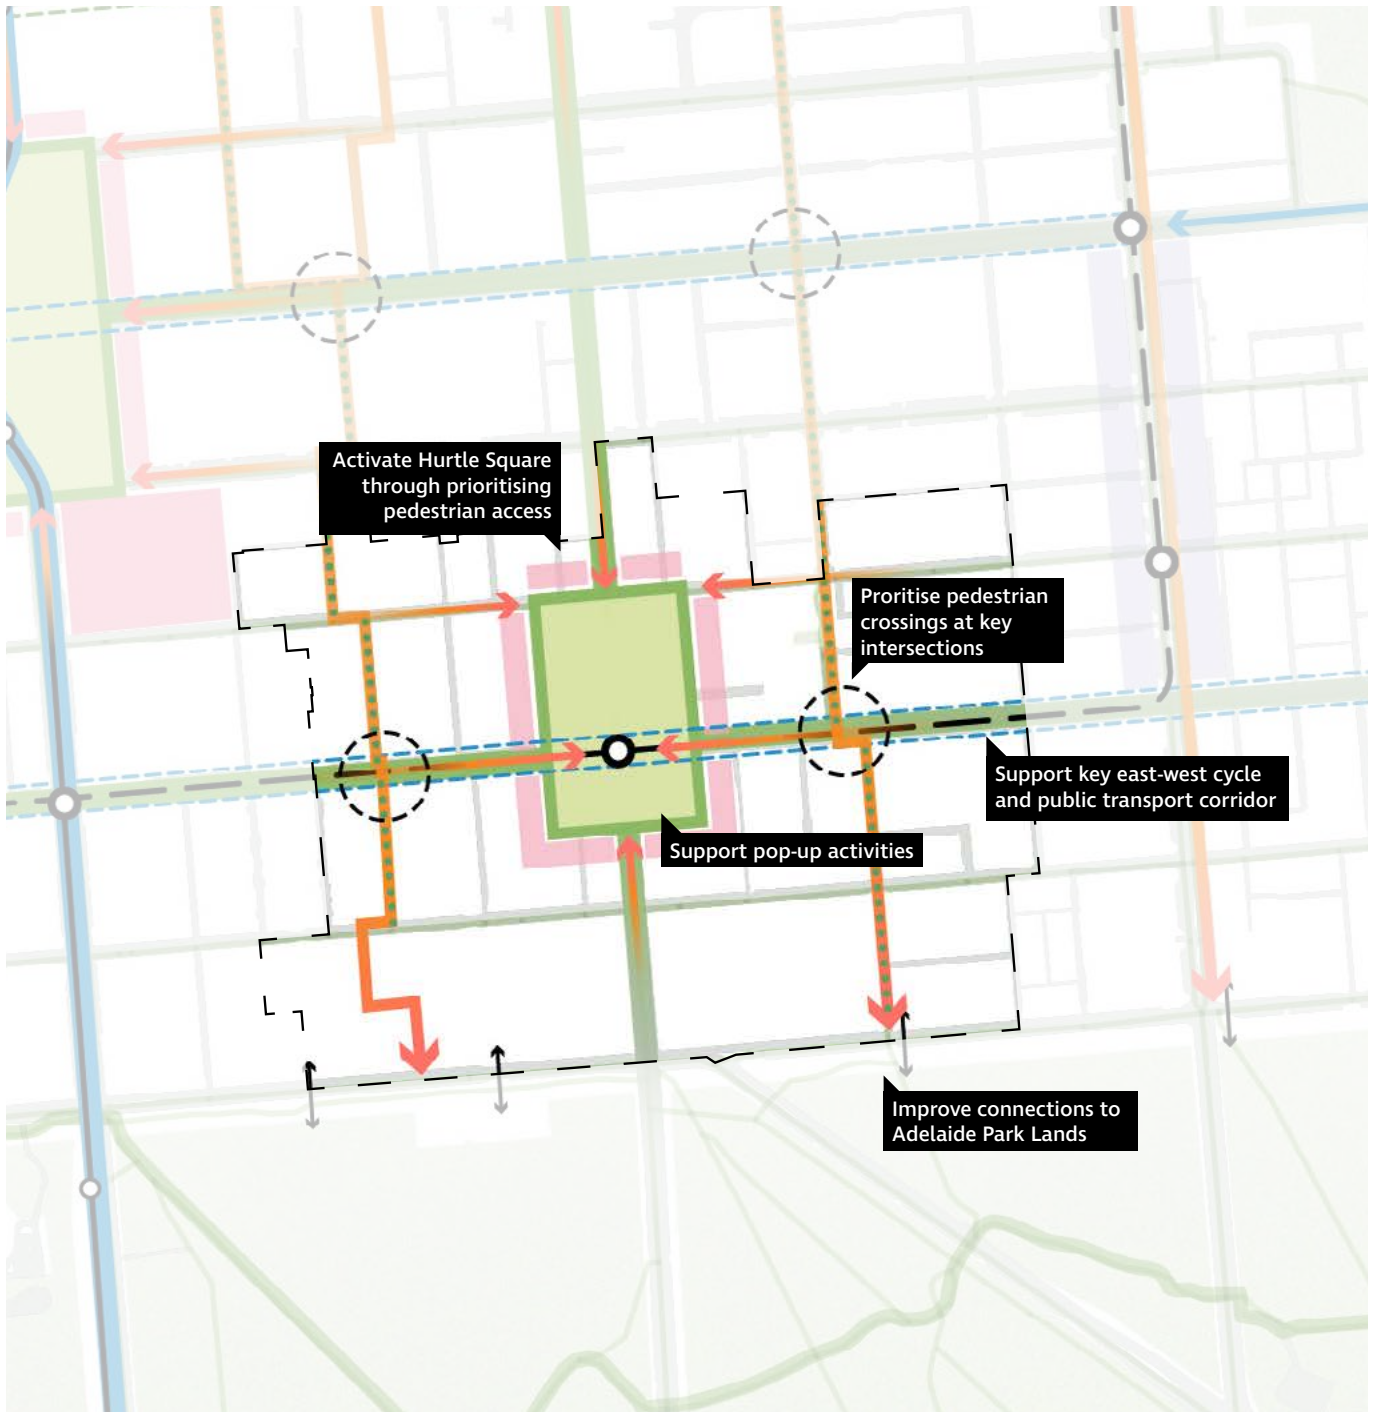 Activate Hurtle Square
through prioritising
pedestrian access
Proritise pedestrian
crossings at key
intersections
Support key east-west cycle
and public transport corridor
Support pop-up activities
Improve connections to
Adelaide Park Lands